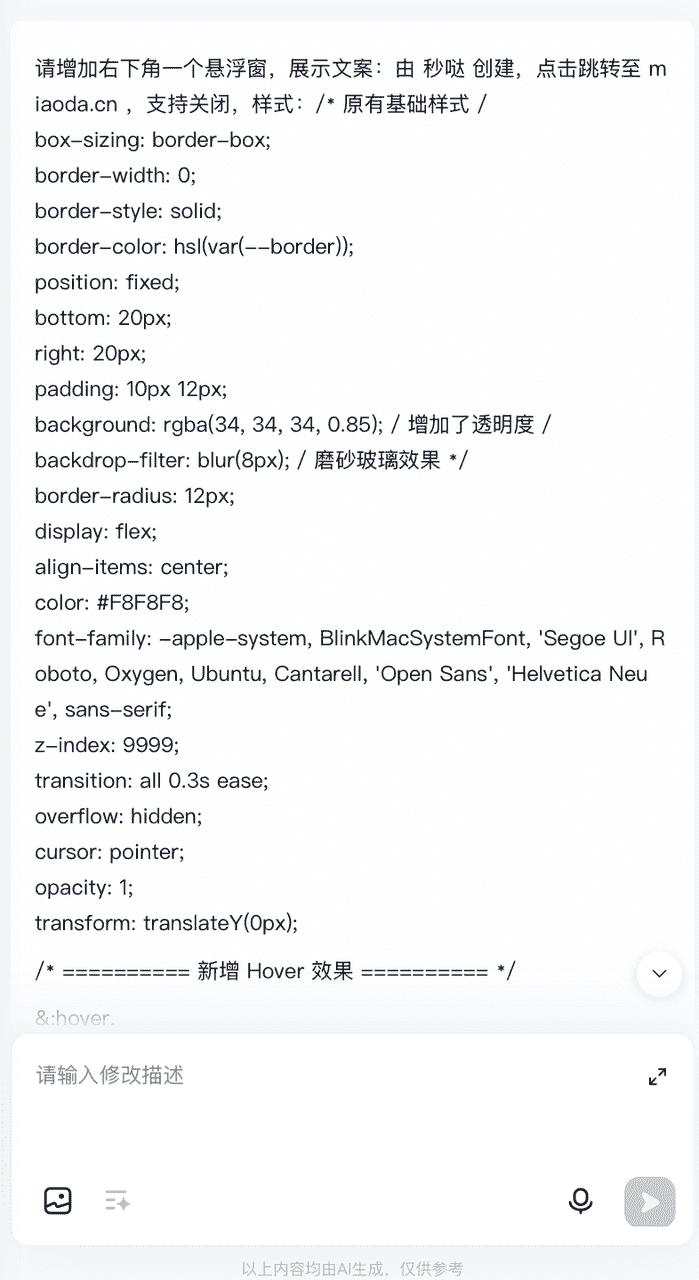 请增加右下角一个悬浮窗，展示文案：由 秒哒 创建，点击跳转至 m
iaoda.cn ，支持关闭，样式：/* 原有基础样式 /
box-sizing: border-box;
border-width: 0;
border-style: solid;
border-color: hsl(var(--border));
position: fixed;
bottom: 20px;
right: 20px;
padding: 10px 12px;
background: rgba(34, 34, 34, 0.85); / 增加了透明度 /
backdrop-filter: blur(8px); / 磨砂玻璃效果 */
border-radius: 12px;
display: flex;
align-items: center;
color: #F8F8F8;
font-family: -apple-system, BlinkMacSystemFont, 'Segoe UI', R
oboto, Oxygen, Ubuntu, Cantarell, 'Open Sans', 'Helvetica Neu
e', sans-serif;
z-index: 9999;
transition: all 0.3s ease;
overflow: hidden;
cursor: pointer;
opacity: 1;
transform: translateY(0px);
/* ========== 新增 Hover 效果 ========== */
&:hover,
请输入修改描述
以上内容均由AI生成，仅供参考